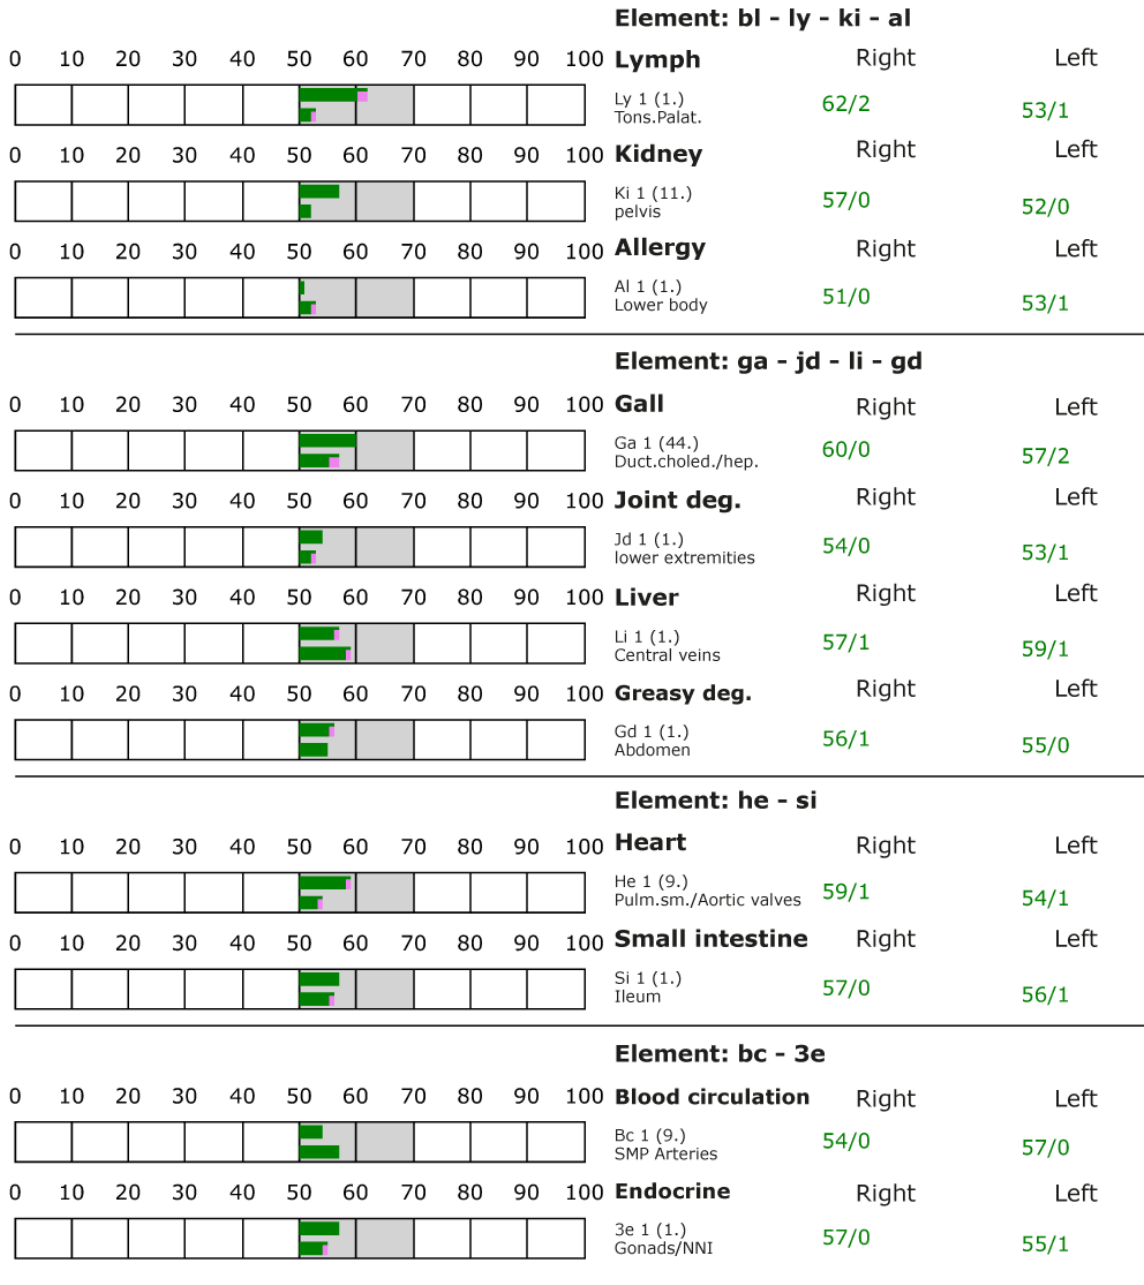 Element: bl - ly - ki - al
0 10 20 30 40 50 60 70 80 90 100 Lymph Right Left
Ly 1 (1.) 62/2 53/1
Tons.Palat.
0 10 20 30 40 50 60 70 80 90 100 Kidney Right Left
Ki 1 (11.) 57/0 52/0
pelvis
0 10 20 30 40 50 60 70 80 90 100 Allergy Right Left
Al 1 (1.) 51/0 53/1
Lower body
Element: ga - jd - li - gd
0 10 20 30 40 50 60 70 80 90 100 Gall Right Left
Ga 1 (44.) 60/0 57/2
Duct.choled./hep.
0 10 20 30 40 50 60 70 80 90 100 Joint deg. Right Left
Jd 1 (1.) 54/0 53/1
lower extremities
0 10 20 30 40 50 60 70 80 90 100 Liver Right Left
Li 1 (1.) 57/1 59/1
Central veins
0 10 20 30 40 50 60 70 80 90 100 Greasy deg. Right Left
Gd 1 (1.) 56/1 55/0
Abdomen
Element: he - si
0 10 20 30 40 50 60 70 80 90 100 Heart Right Left
He 1 (9.) 59/1 54/1
Pulm.sm./Aortic valves
0 10 20 30 40 50 60 70 80 90 100 Small intestine Right Left
Si 1 (1.) 57/0 56/1
Ileum
Element: bc - 3e
0 10 20 30 40 50 60 70 80 90 100 Blood circulation Right Left
Bc 1 (9.) 54/0 57/0
SMP Arteries
0 10 20 30 40 50 60 70 80 90 100 Endocrine Right Left
3e 1 (1.) 57/0 55/1
Gonads/NNI